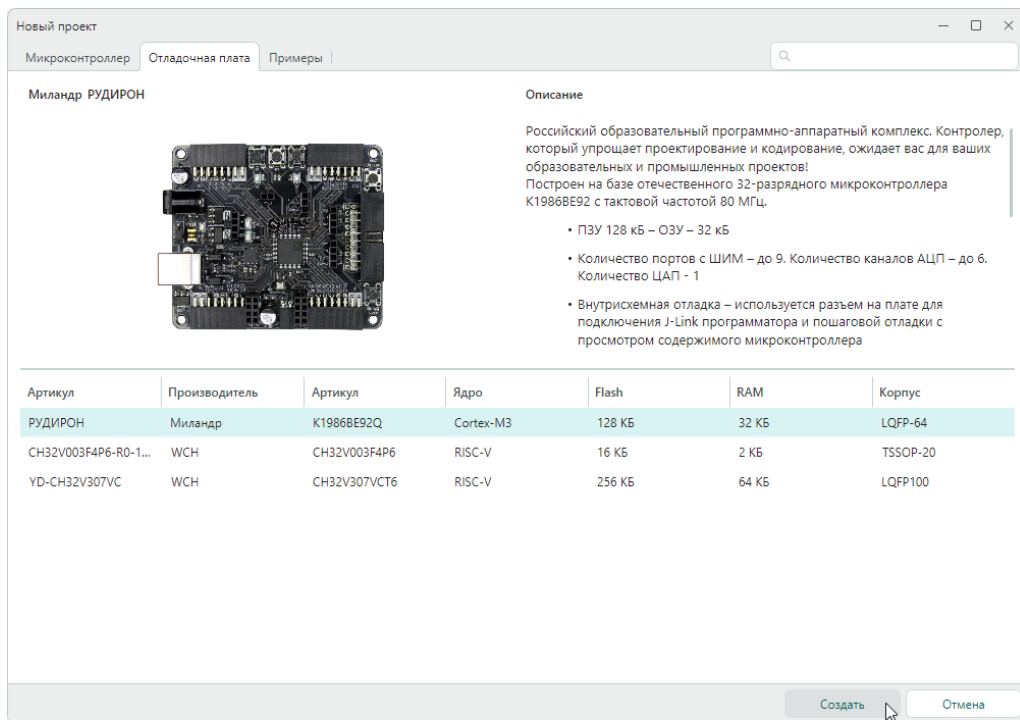 Новый проект
Микроконтроллер Отладочная плата Примеры
Миландр РУДИРОН
Описание
Российский образовательный программно-аппаратный комплекс. Контролер,
который упрощает проектирование и кодирование, ожидает вас для ваших
образовательных и промышленных проектов!
Построен на базе отечественного 32-разрядного микроконтроллера
К1986ВЕ92 с тактовой частотой 80 МГц.
• ПЗУ 128 кБ – ОЗУ – 32 кБ
• Количество портов с ШИМ – до 9. Количество каналов АЦП – до 6.
Количество ЦАП - 1
• Внутрисхемная отладка – используется разъем на плате для
подключения J-Link программатора и пошаговой отладки с
просмотром содержимого микроконтроллера
Артикул Производитель Артикул Ядро Flash RAM Корпус
РУДИРОН Миландр К1986ВЕ92Q Cortex-M3 128 КБ 32 КБ LQFP-64
CH32V003F4P6-R0-1... WCH CH32V003F4P6 RISC-V 16 КБ 2 КБ TSSOP-20
YD-CH32V307VC WCH CH32V307VCT6 RISC-V 256 КБ 64 КБ LQFP100
Создать Отмена